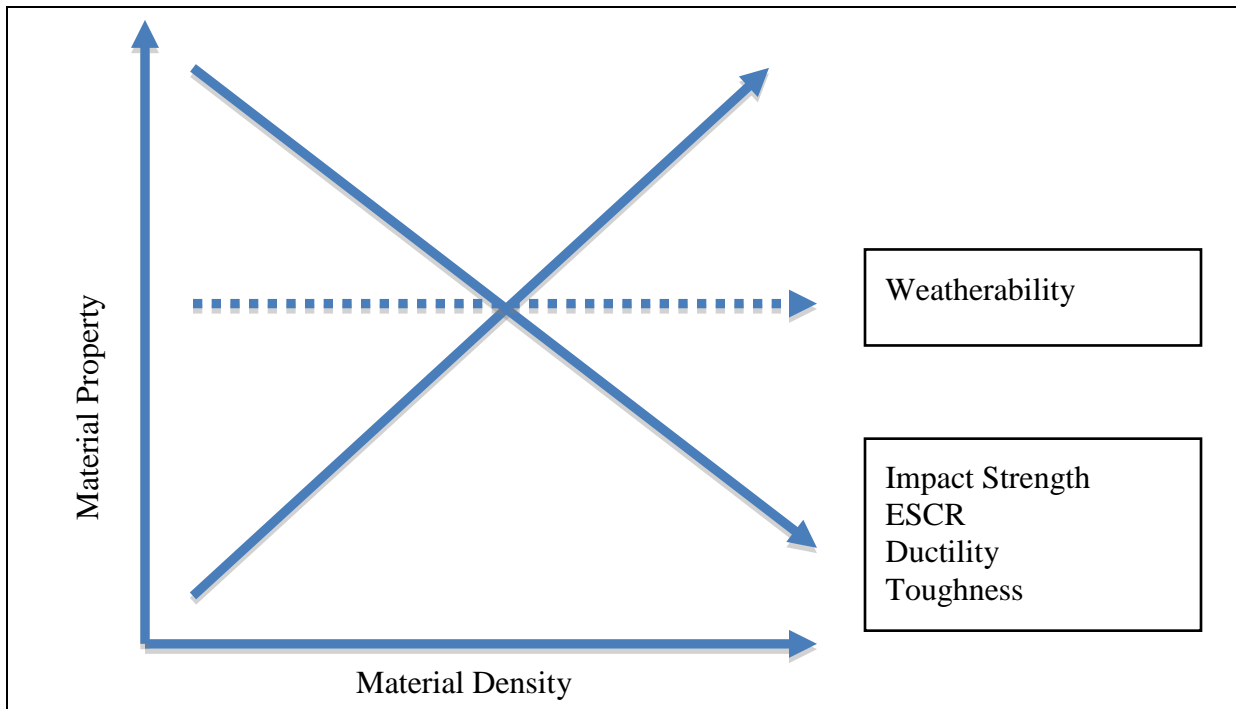 Weatherability
Material Property
Impact Strength
ESCR
Ductility
Toughness
Material Density